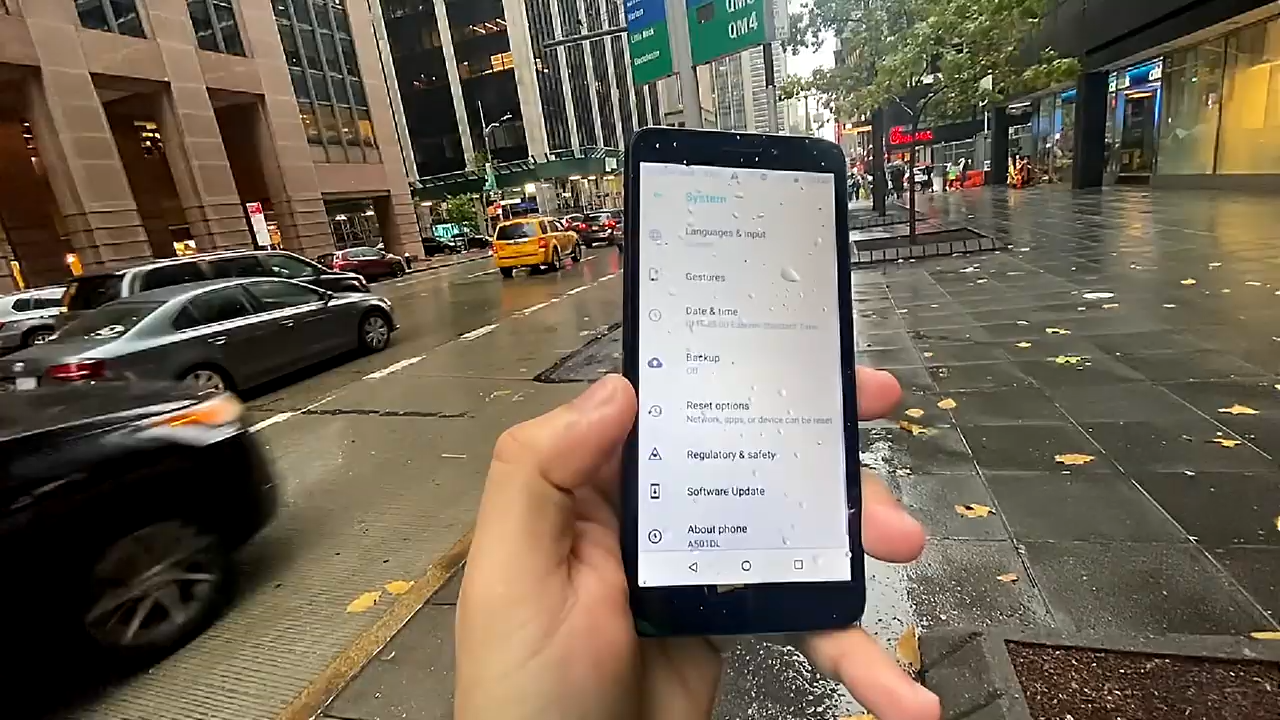 QM4
System
Languages & input
Gestures
Date & time
Backup
Off
Reset options
Network, apps, or device can be reset
Regulatory & safety
Software Update
About phone
A501DL